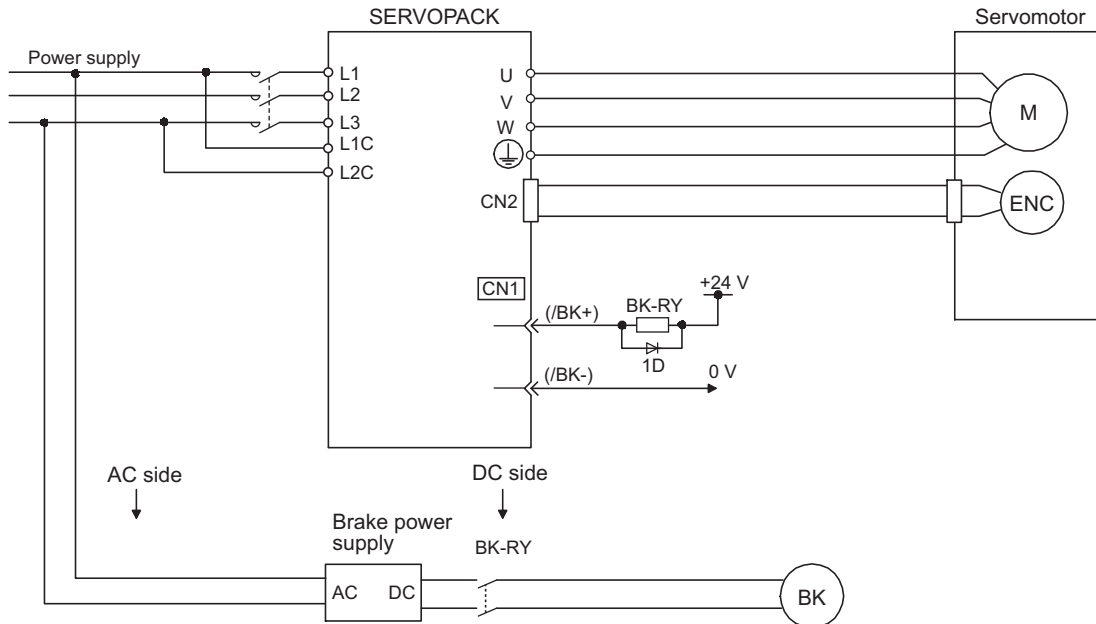 SERVOPACK
Servomotor
Power supply
L1
L2
L3
L1C
L2C
U
V
W
M
CN2
ENC
CN1
+24 V
(/BK+)
BK-RY
1D
(/BK-)
0 V
AC side
DC side
Brake power
supply
BK-RY
AC DC
BK